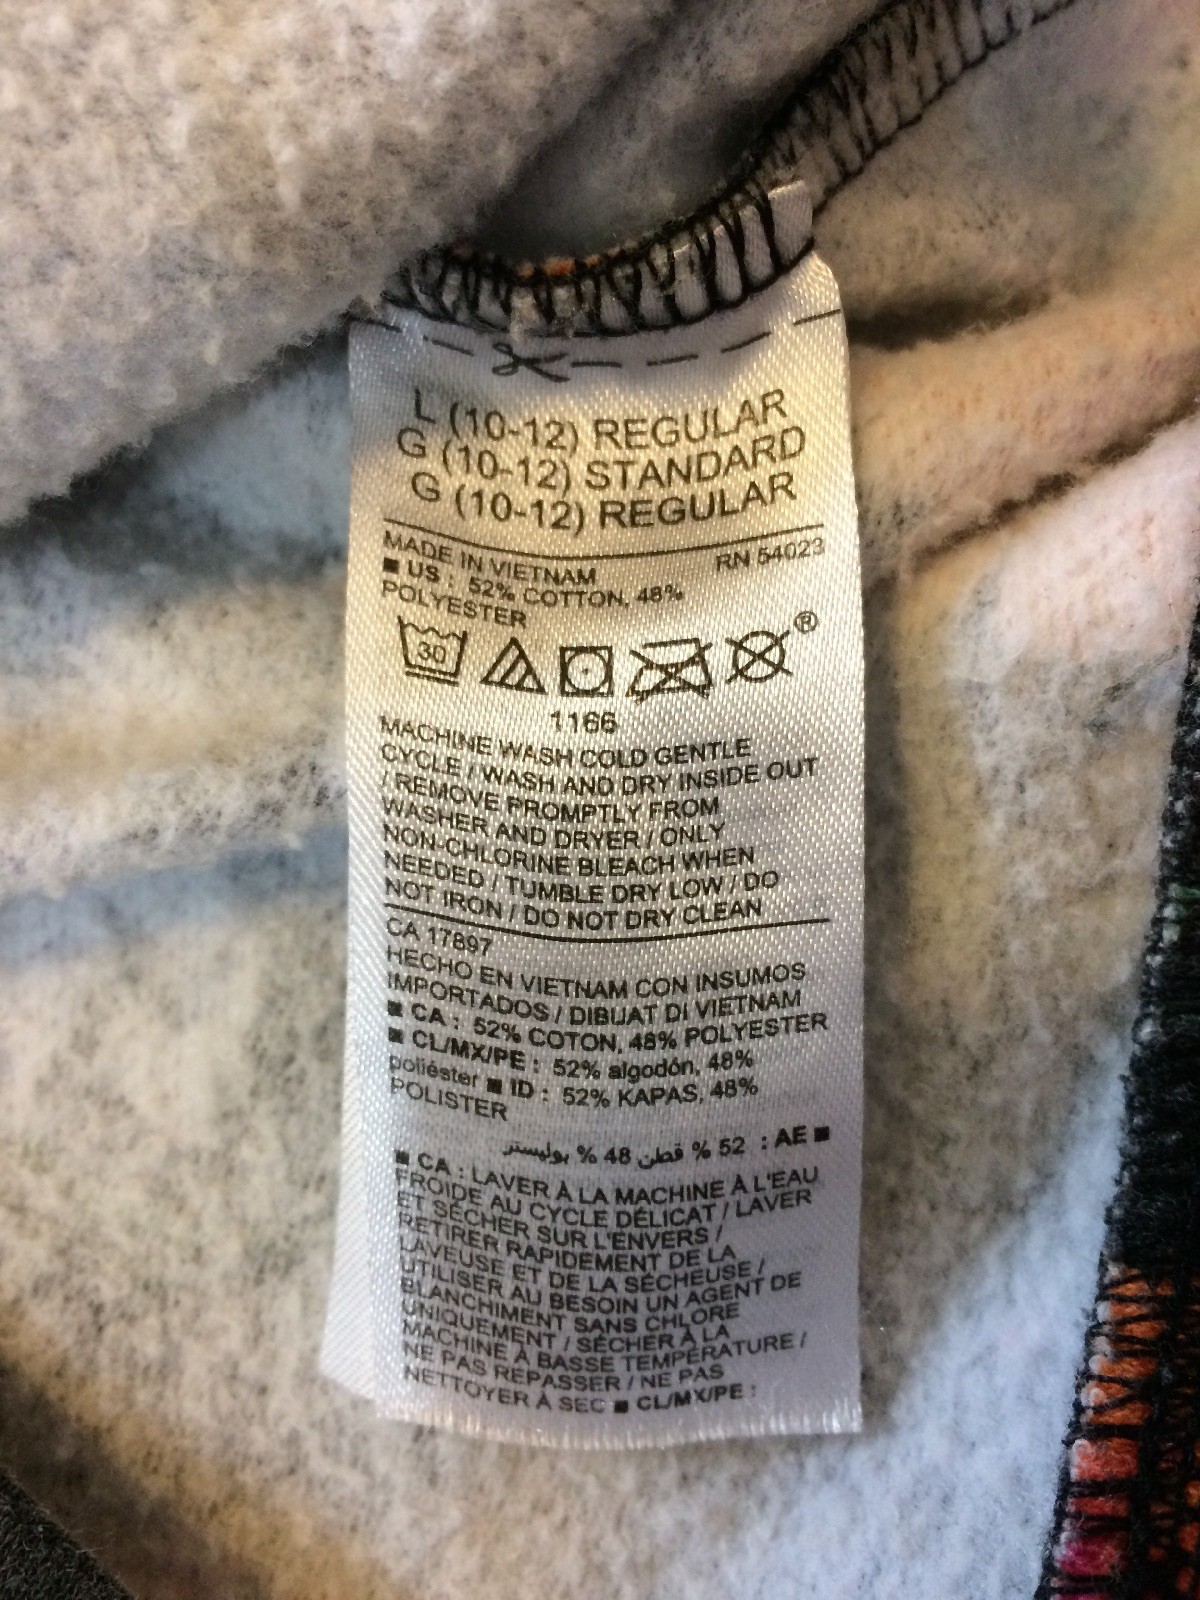 L (10-12) REGULAR
G (10-12) STANDARD
G (10-12) REGULAR
MADE IN VIETNAM RN 54023
■ US : 52% COTTON, 48%
POLYESTER
30 ®
1166
MACHINE WASH COLD GENTLE
CYCLE / WASH AND DRY INSIDE OUT
/ REMOVE PROMPTLY FROM
WASHER AND DRYER / ONLY
NON-CHLORINE BLEACH WHEN
NEEDED / TUMBLE DRY LOW / DO
NOT IRON / DO NOT DRY CLEAN
CA 17897
HECHO EN VIETNAM CON INSUMOS
IMPORTADOS / DIBUAT DI VIETNAM
■ CA : 52% COTON, 48% POLYESTER
■ CL/MX/PE : 52% algodón, 48%
poliéster ■ ID : 52% KAPAS, 48%
POLISTER
■ AE : 52 % قطن 48 % بوليستر
■ CA : LAVER À LA MACHINE À L'EAU
FROIDE AU CYCLE DÉLICAT / LAVER
ET SÉCHER SUR L'ENVERS /
RETIRER RAPIDEMENT DE LA
LAVEUSE ET DE LA SÉCHEUSE /
UTILISER AU BESOIN UN AGENT DE
BLANCHIMENT SANS CHLORE
UNIQUEMENT / SÉCHER À LA
MACHINE À BASSE TEMPÉRATURE /
NE PAS REPASSER / NE PAS
NETTOYER À SEC ■ CL/MX/PE :